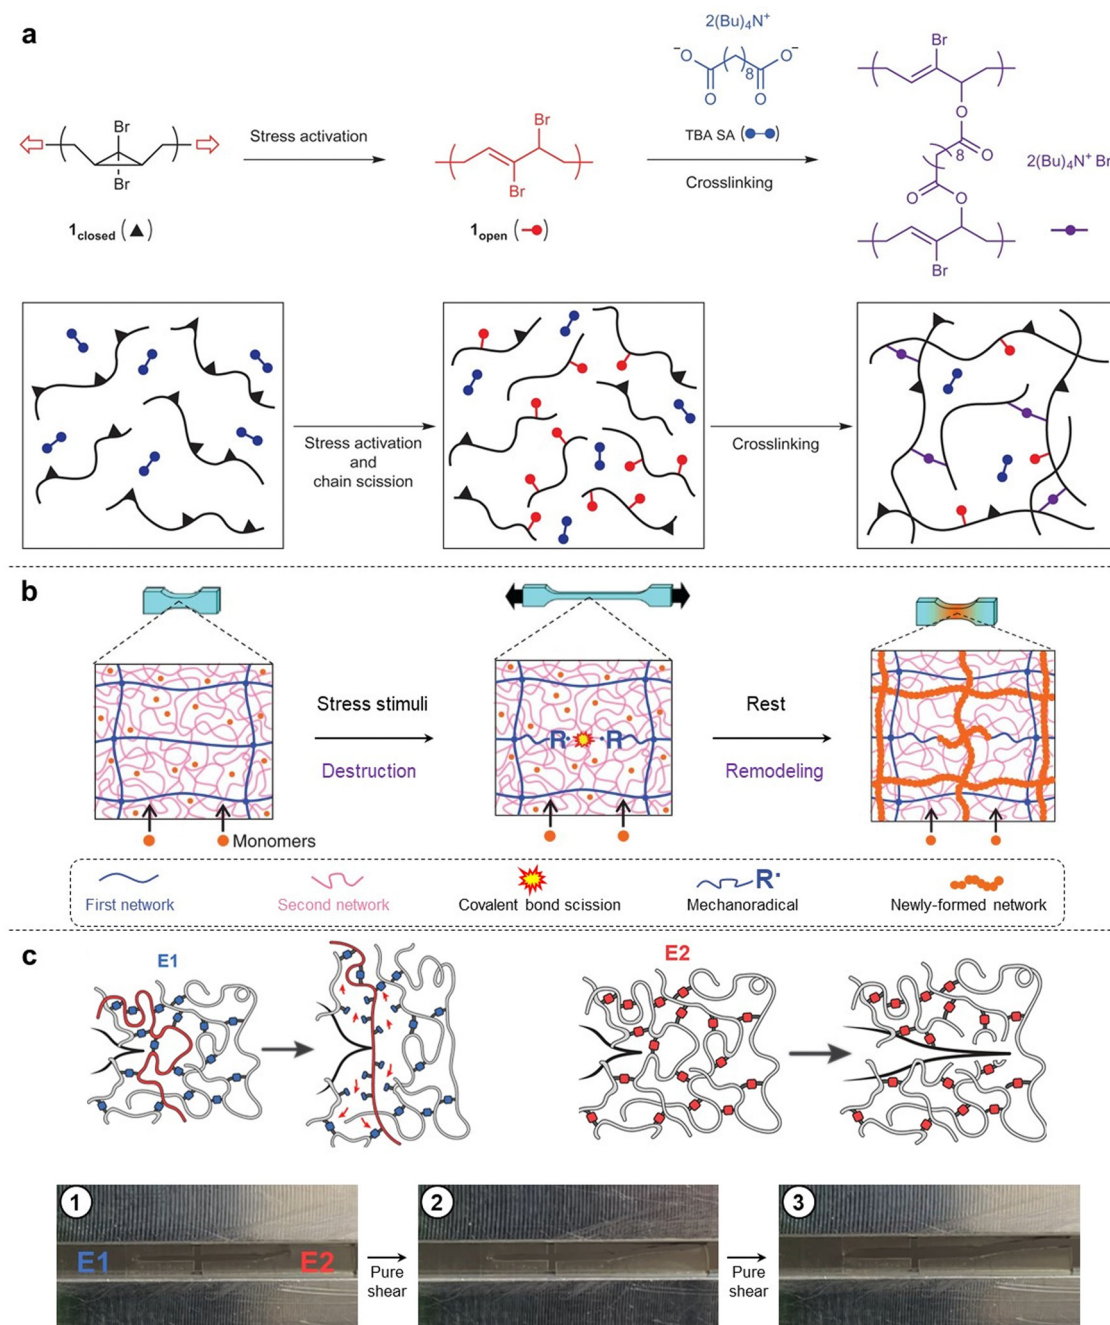 a
2(Bu)₄N⁺
Br
Br
Stress activation
Br
Br
⁻O
O⁻
8
O
O
TBA SA
Crosslinking
Br
O
8
O
O
O
Br
2(Bu)₄N⁺ Br
1closed
1open
Stress activation
and
chain scission
Crosslinking
b
Stress stimuli
Destruction
R·
·R
Rest
Remodeling
Monomers
First network
Second network
Covalent bond scission
R·
Mechanoradical
Newly-formed network
c
E1
E2
1
2
3
E1
E2
Pure
shear
Pure
shear